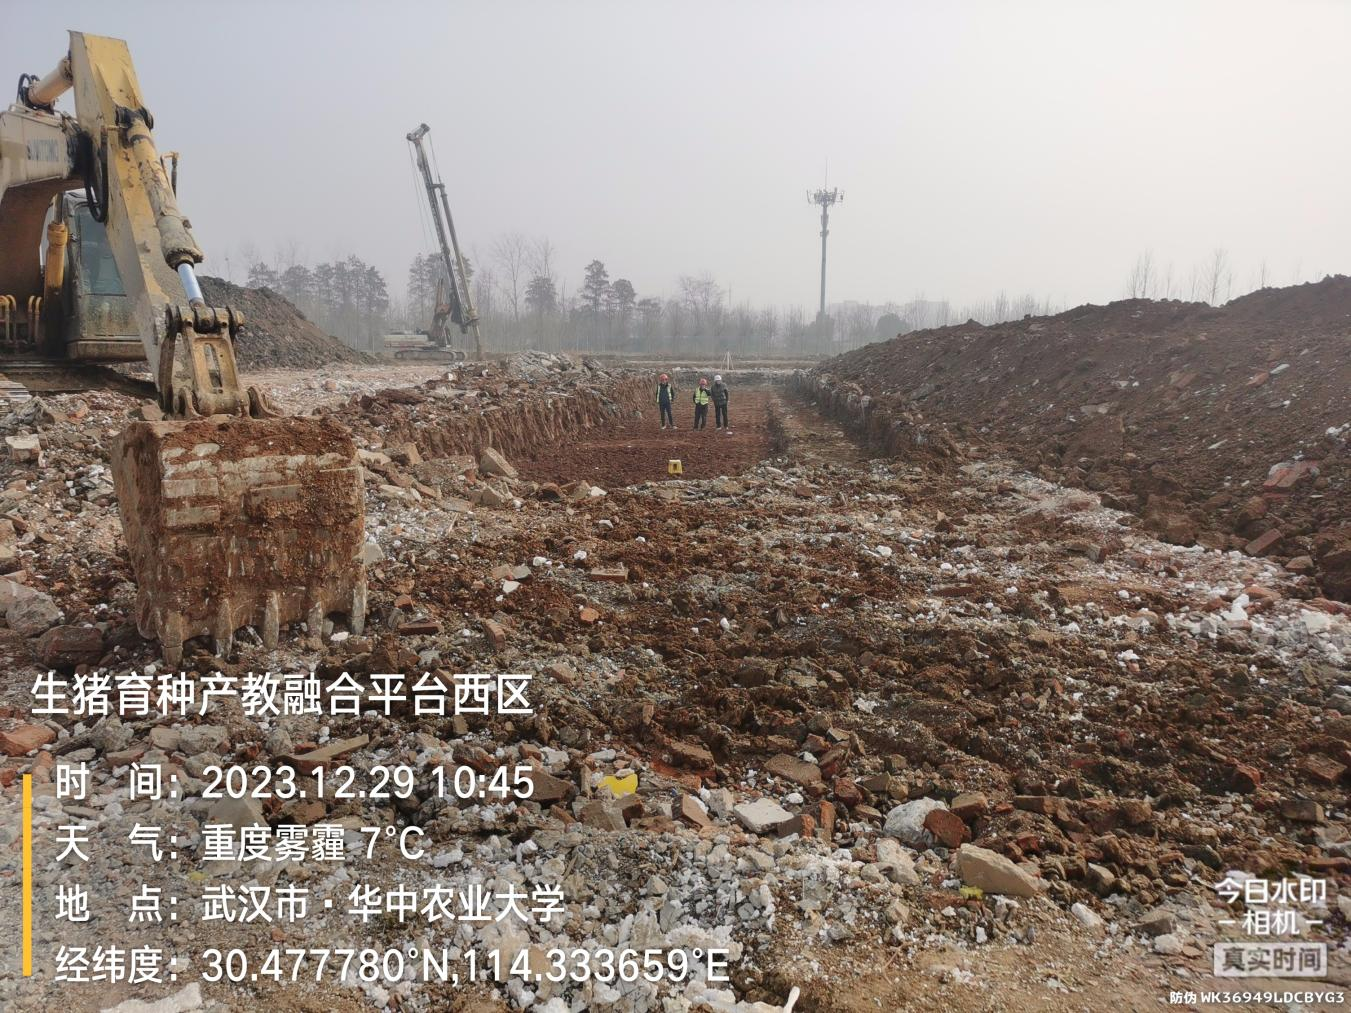 生猪育种产教融合平台西区
时 间：2023.12.29 10:45
天 气：重度雾霾 7°C
地 点：武汉市·华中农业大学
经纬度：30.477780°N,114.333659°E
今日水印
相机
真实时间
防伪 WK36949LDCBYG3